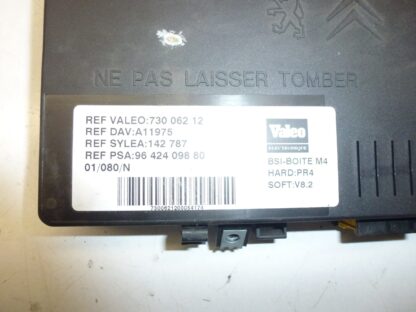 NE PAS LAISSER TOMBER
REF VALEO:730 062 12
REF DAV:A11975
REF SYLEA:142 787
REF PSA:96 424 098 80
01/080/N
Valeo
ELECTRONIQUE
BSI-BOITE M4
HARD:PR4
SOFT:V8.2